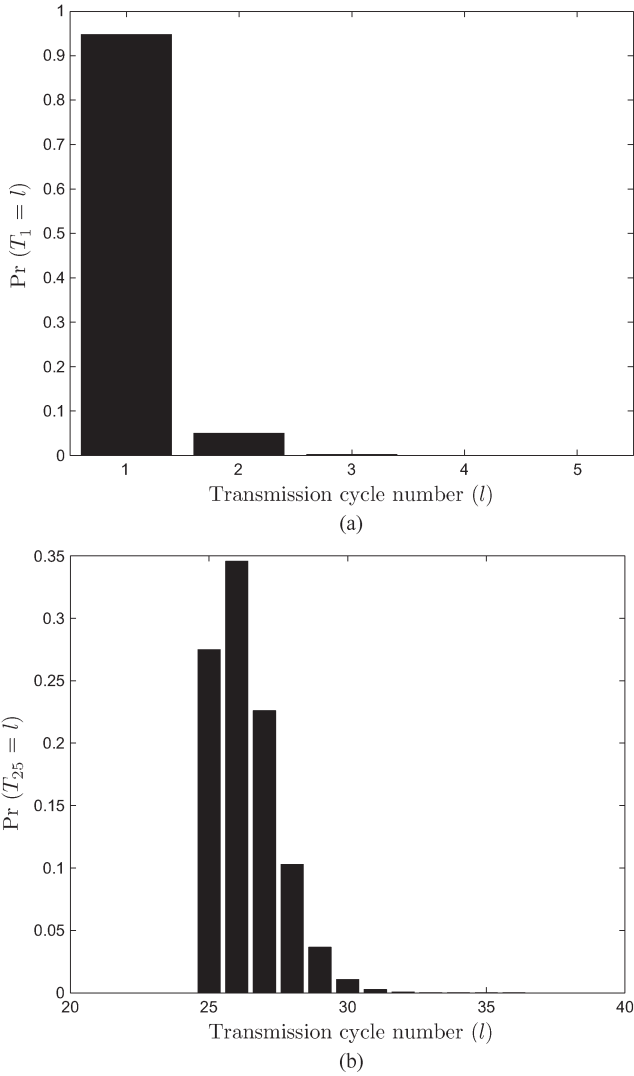 1
0.9
0.8
0.7
0.6
0.5
0.4
0.3
0.2
0.1
0
Pr (T₁ = l)
1 2 3 4 5
Transmission cycle number (l)
(a)
0.35
0.3
0.25
0.2
0.15
0.1
0.05
0
Pr (T₂₅ = l)
20 25 30 35 40
Transmission cycle number (l)
(b)